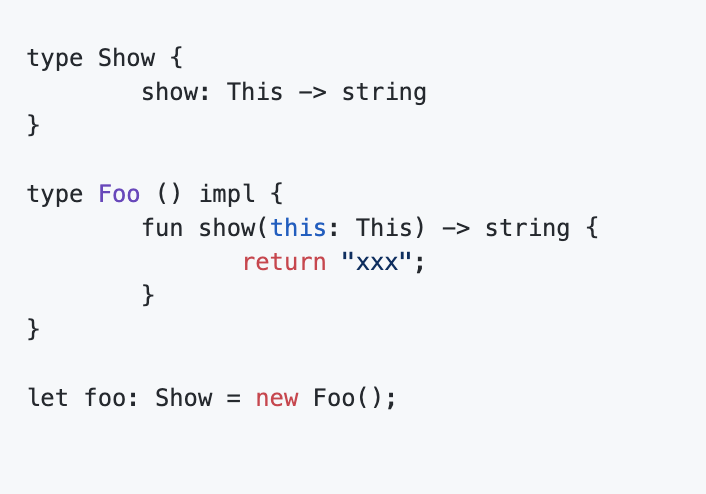 type Show {
        show: This -> string
}

type Foo () impl {
        fun show(this: This) -> string {
               return "xxx";
        }
}

let foo: Show = new Foo();